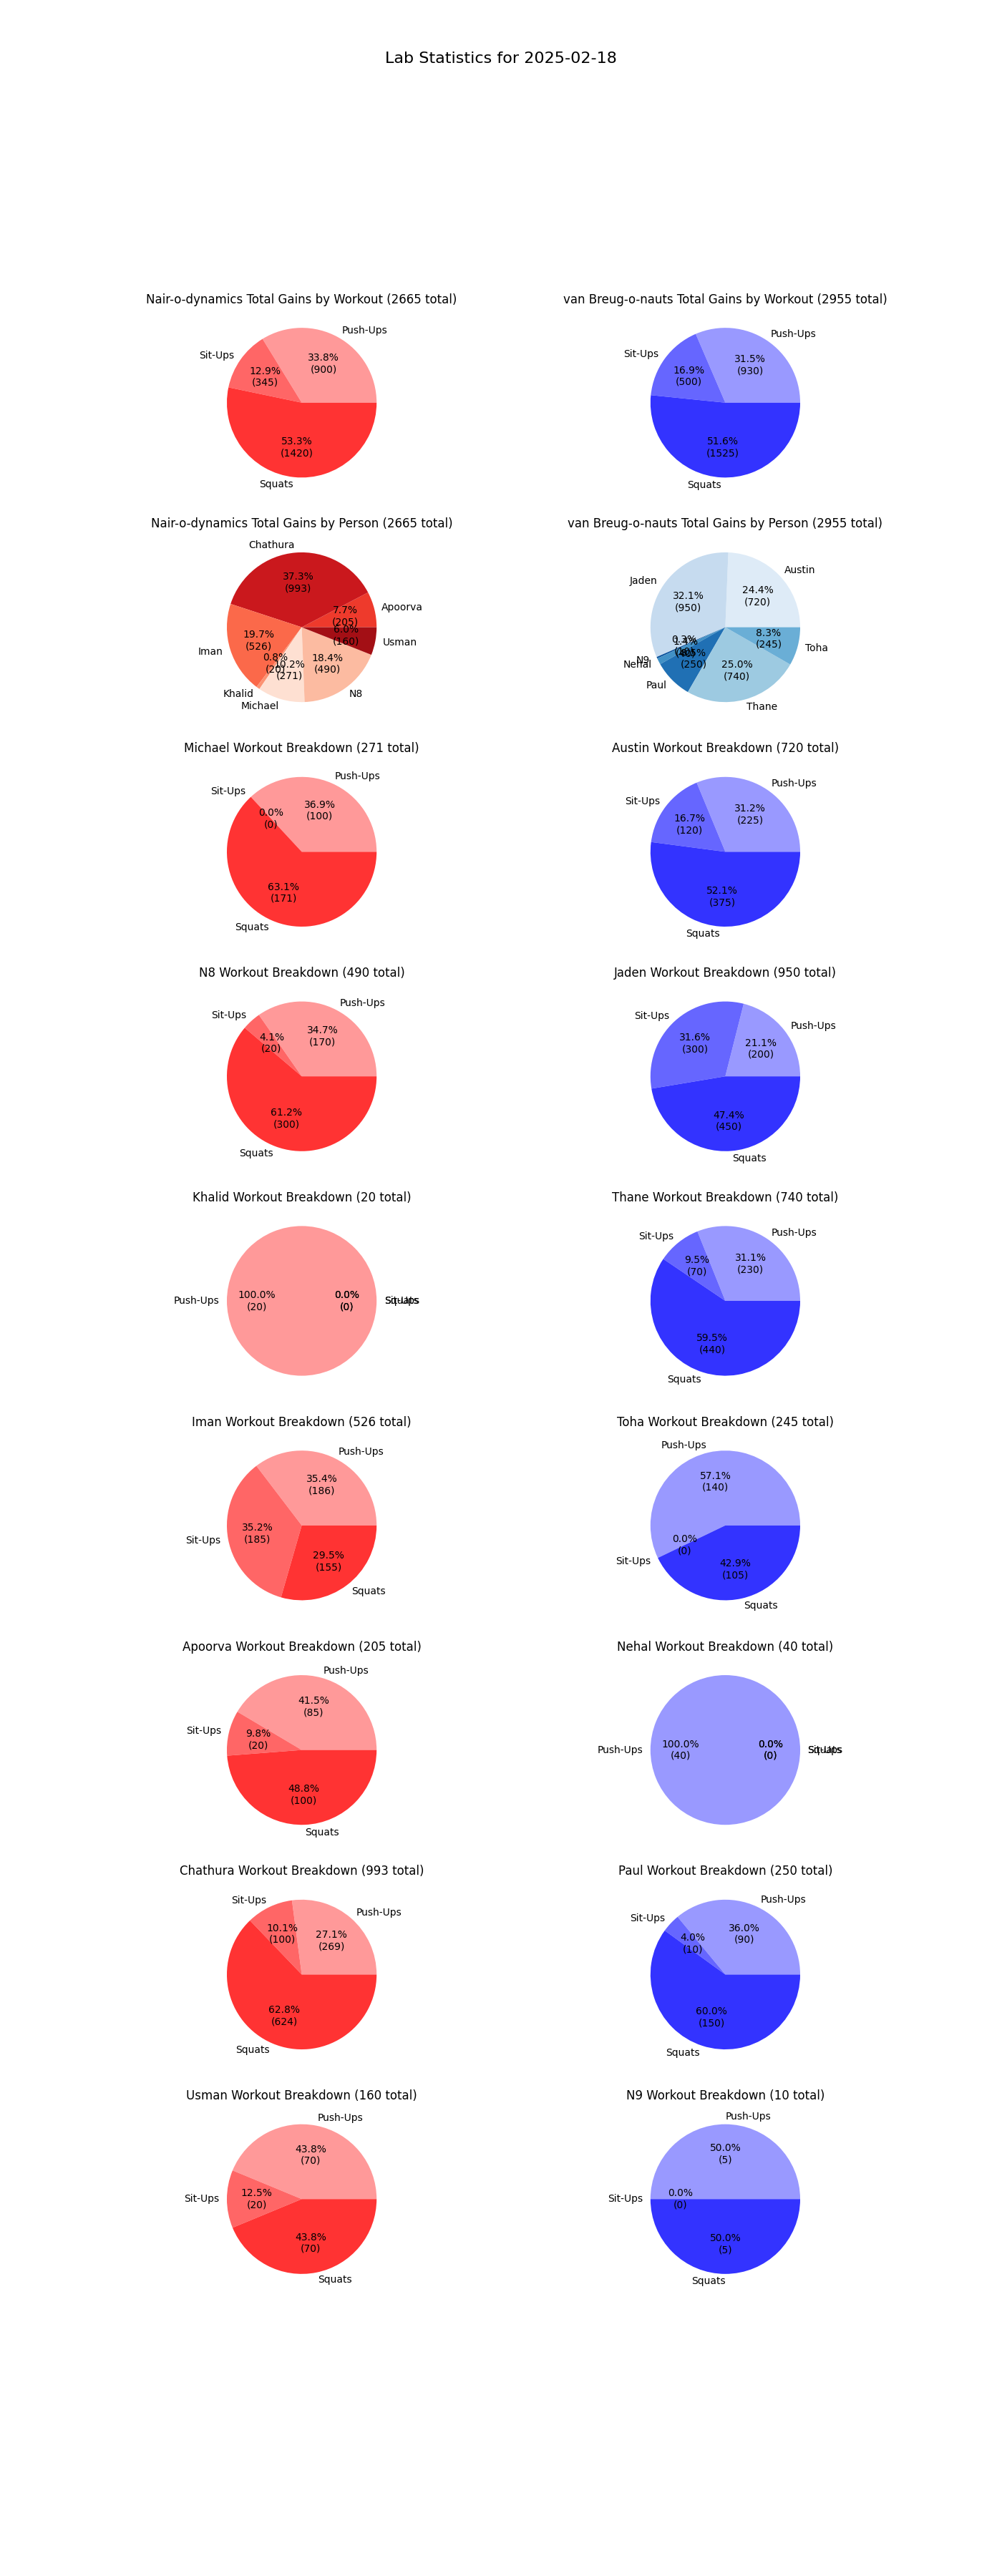 Lab Statistics for 2025-02-18
Nair-o-dynamics Total Gains by Workout (2665 total)
Push-Ups
33.8%
(900)
Sit-Ups
12.9%
(345)
53.3%
(1420)
Squats
van Breug-o-nauts Total Gains by Workout (2955 total)
Push-Ups
31.5%
(930)
Sit-Ups
16.9%
(500)
51.6%
(1525)
Squats
Nair-o-dynamics Total Gains by Person (2665 total)
Chathura
37.3%
(993)
Apoorva
7.7%
(205)
Usman
6.0%
(160)
19.7%
(526)
Iman
0.8%
(20)
10.2%
(271)
18.4%
(490)
Khalid
Michael
N8
van Breug-o-nauts Total Gains by Person (2955 total)
Austin
24.4%
(720)
Jaden
32.1%
(950)
8.3%
(245)
Toha
0.3%
N9
Nehal
(250)
25.0%
(740)
Paul
Thane
Michael Workout Breakdown (271 total)
Push-Ups
36.9%
(100)
Sit-Ups
0.0%
(0)
63.1%
(171)
Squats
Austin Workout Breakdown (720 total)
Push-Ups
31.2%
(225)
Sit-Ups
16.7%
(120)
52.1%
(375)
Squats
N8 Workout Breakdown (490 total)
Push-Ups
34.7%
(170)
Sit-Ups
4.1%
(20)
61.2%
(300)
Squats
Jaden Workout Breakdown (950 total)
Push-Ups
21.1%
(200)
Sit-Ups
31.6%
(300)
47.4%
(450)
Squats
Khalid Workout Breakdown (20 total)
Push-Ups
100.0%
(20)
0.0%
(0)
Thane Workout Breakdown (740 total)
Push-Ups
31.1%
(230)
Sit-Ups
9.5%
(70)
59.5%
(440)
Squats
Iman Workout Breakdown (526 total)
Push-Ups
35.4%
(186)
Sit-Ups
35.2%
(185)
29.5%
(155)
Squats
Toha Workout Breakdown (245 total)
Push-Ups
57.1%
(140)
Sit-Ups
0.0%
(0)
42.9%
(105)
Squats
Apoorva Workout Breakdown (205 total)
Push-Ups
41.5%
(85)
Sit-Ups
9.8%
(20)
48.8%
(100)
Squats
Nehal Workout Breakdown (40 total)
Push-Ups
100.0%
(40)
0.0%
(0)
Chathura Workout Breakdown (993 total)
Push-Ups
27.1%
(269)
Sit-Ups
10.1%
(100)
62.8%
(624)
Squats
Paul Workout Breakdown (250 total)
Push-Ups
36.0%
(90)
Sit-Ups
4.0%
(10)
60.0%
(150)
Squats
Usman Workout Breakdown (160 total)
Push-Ups
43.8%
(70)
Sit-Ups
12.5%
(20)
43.8%
(70)
Squats
N9 Workout Breakdown (10 total)
Push-Ups
50.0%
(5)
Sit-Ups
0.0%
(0)
50.0%
(5)
Squats